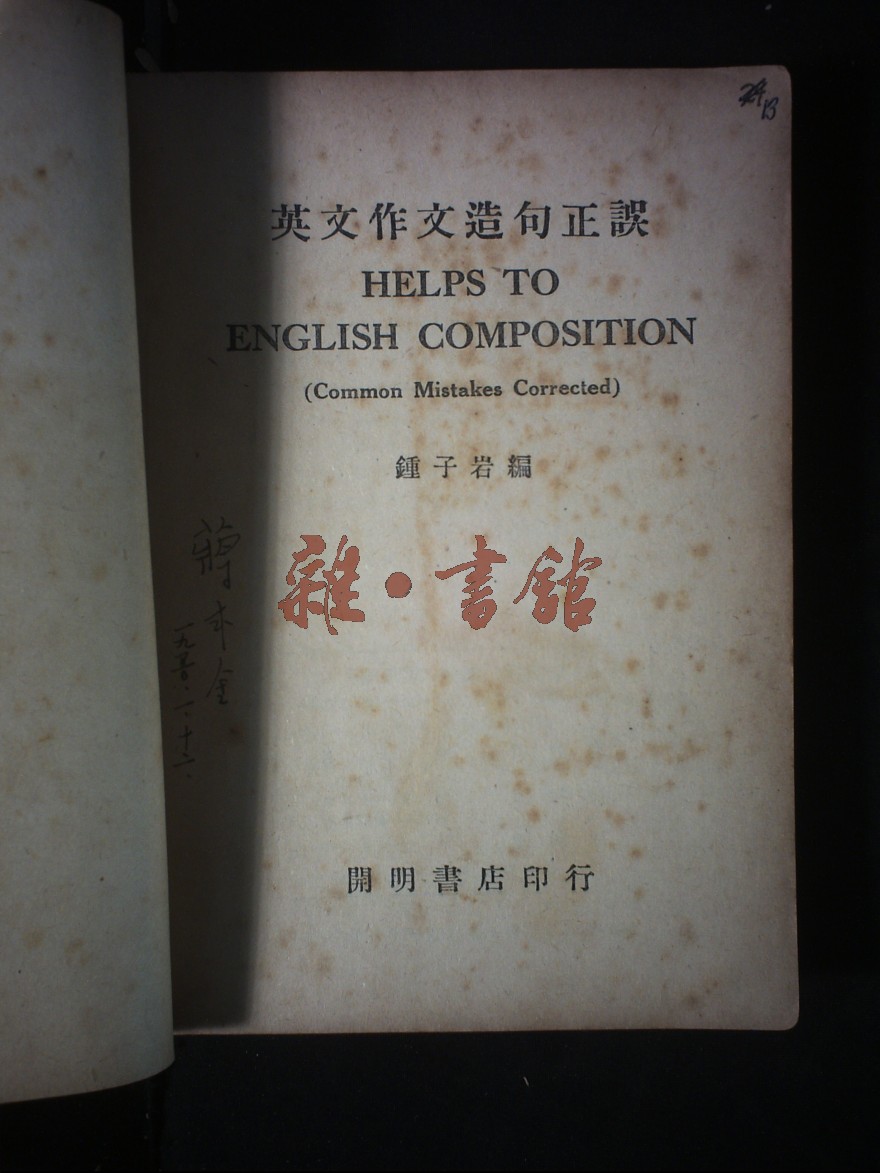 英文作文造句正誤
HELPS TO
ENGLISH COMPOSITION
(Common Mistakes Corrected)
鍾子岩編
雜·書館
開明書店印行